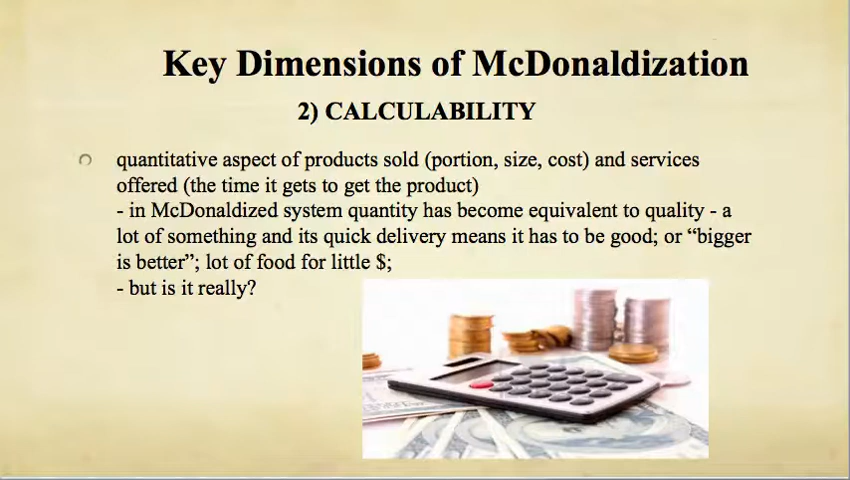 Key Dimensions of McDonaldization
2) CALCULABILITY
quantitative aspect of products sold (portion, size, cost) and services
offered (the time it gets to get the product)
- in McDonaldized system quantity has become equivalent to quality - a
lot of something and its quick delivery means it has to be good; or “bigger
is better”; lot of food for little $;
- but is it really?